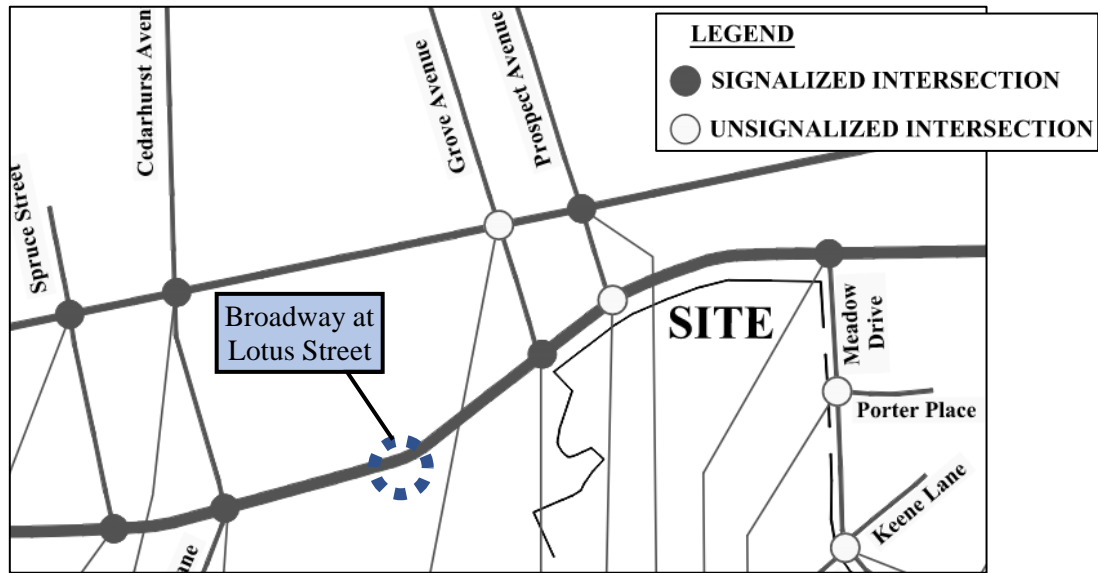 LEGEND
SIGNALIZED INTERSECTION
UNSIGNALIZED INTERSECTION
Spruce Street
Cedarhurst Aven
Grove Avenue
Prospect Avenue
Broadway at
Lotus Street
SITE
Meadow
Drive
Porter Place
Keene Lane
ane